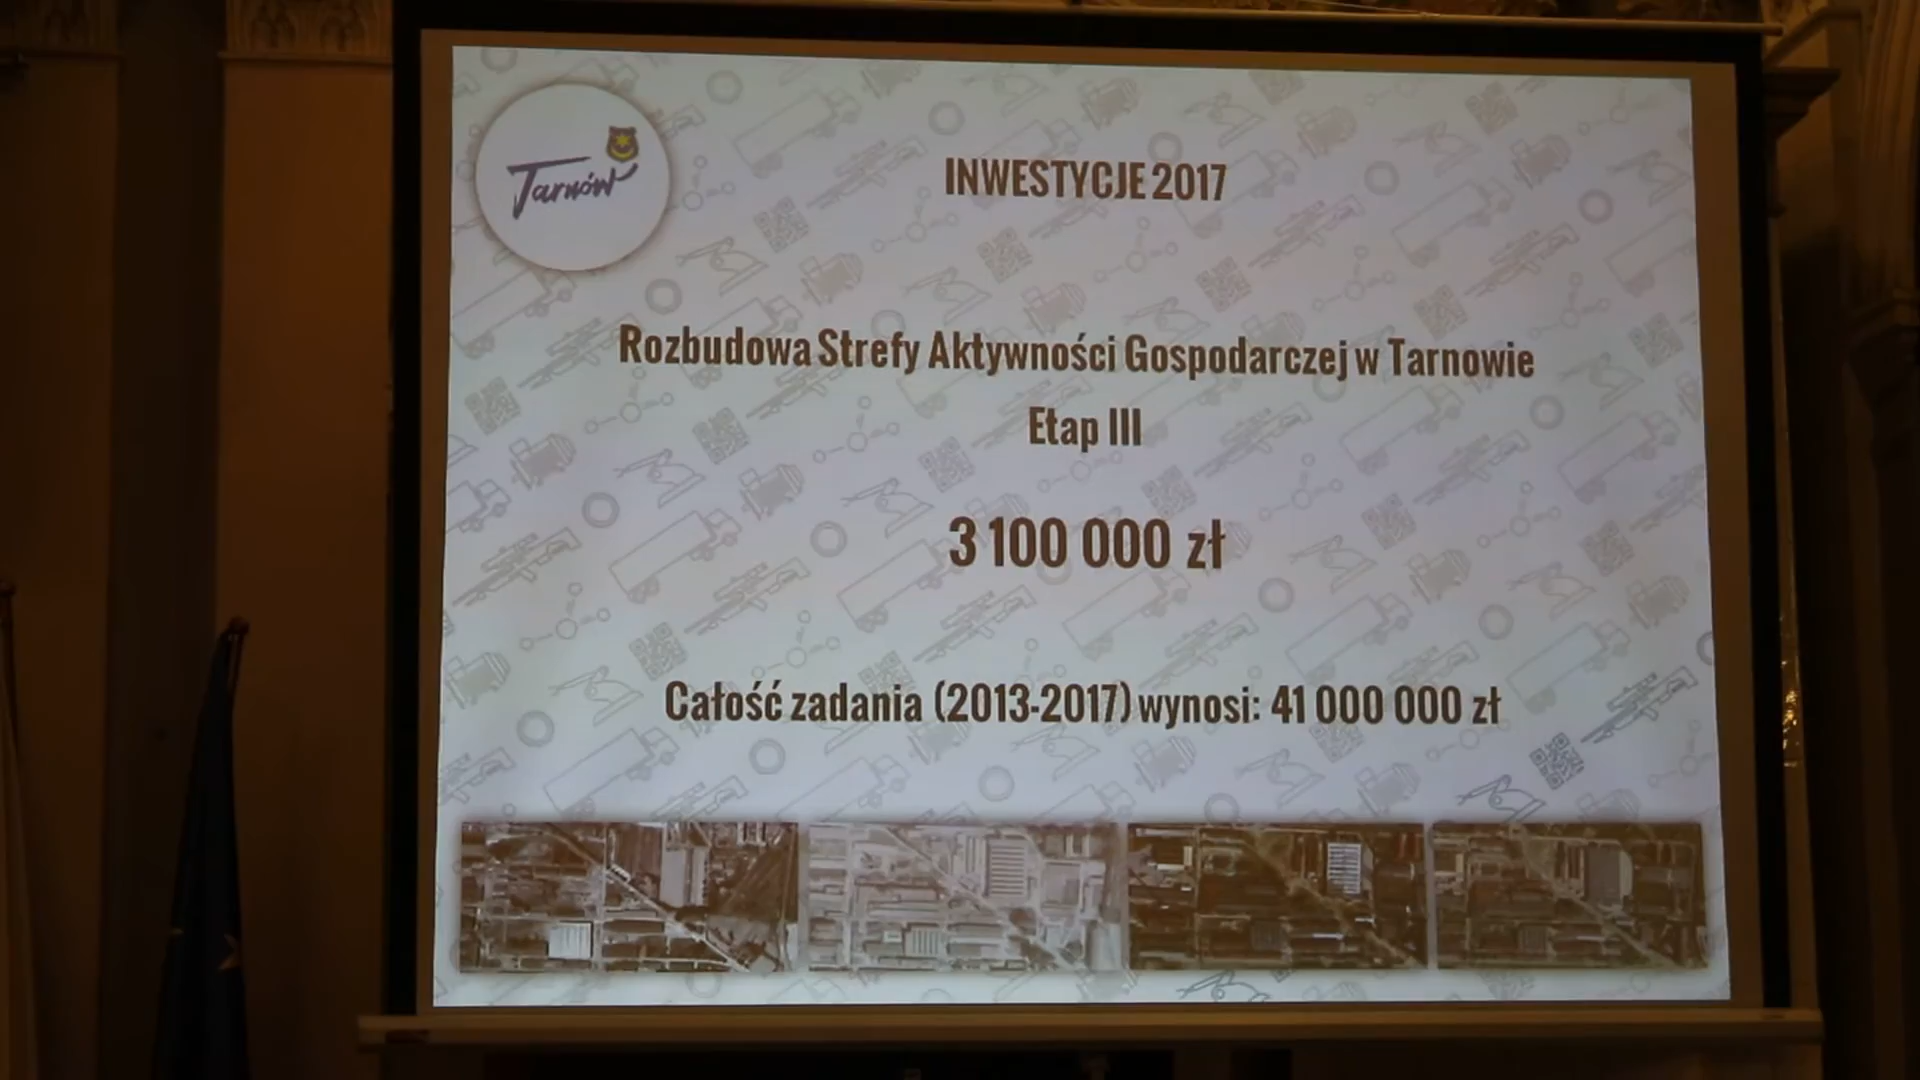 Tarnów
INWESTYCJE 2017
Rozbudowa Strefy Aktywności Gospodarczej w Tarnowie
Etap III
3 100 000 zł
Całość zadania (2013-2017) wynosi: 41 000 000 zł